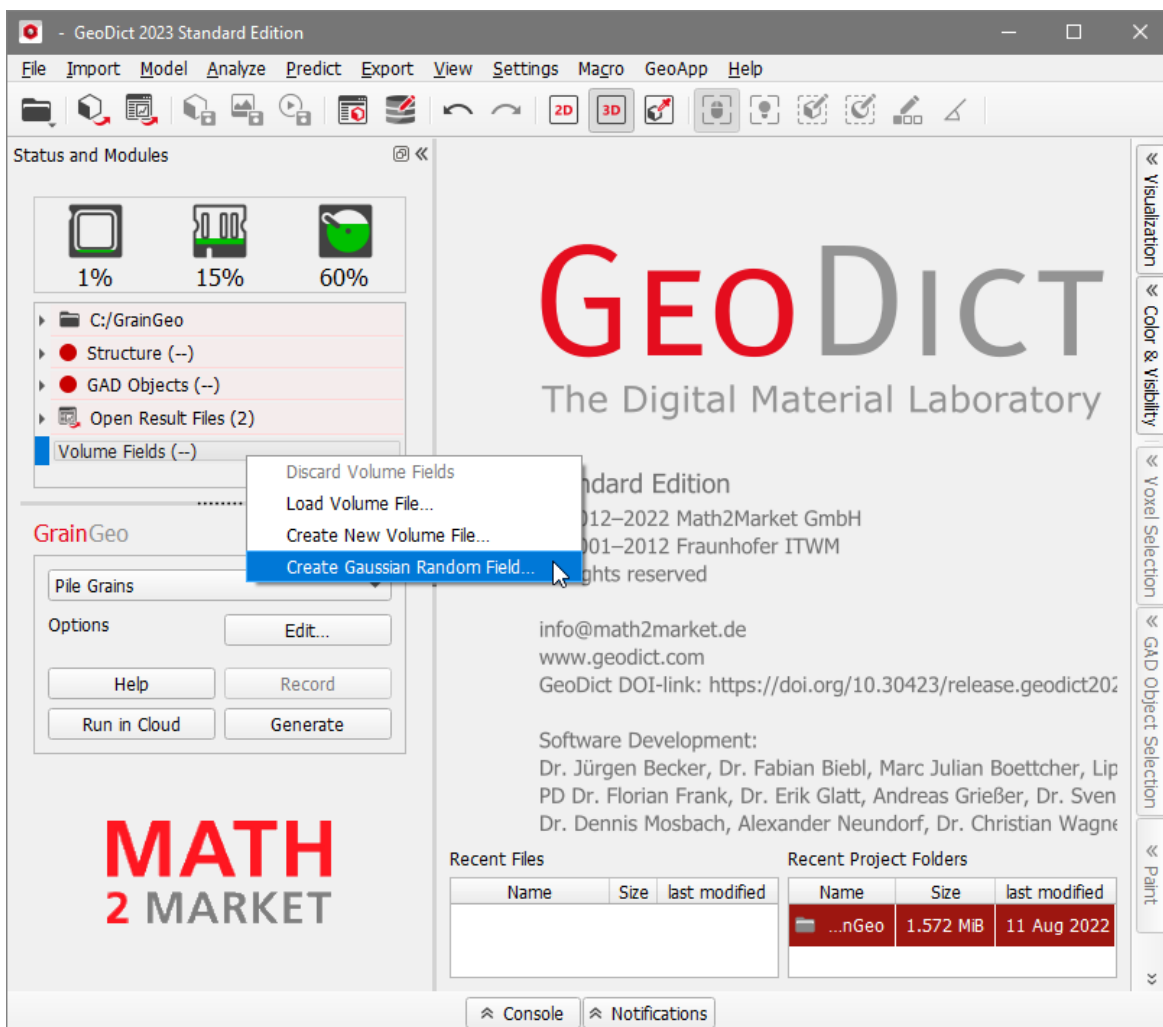 - GeoDict 2023 Standard Edition
File Import Model Analyze Predict Export View Settings Macro GeoApp Help
2D 3D
Status and Modules
1% 15% 60%
C:/GrainGeo
Structure (--)
GAD Objects (--)
Open Result Files (2)
Volume Fields (--)
Discard Volume Fields
Load Volume File...
Create New Volume File...
Create Gaussian Random Field...
GrainGeo
Pile Grains
Options Edit...
Help Record
Run in Cloud Generate
MATH
2 MARKET
GEODICT
The Digital Material Laboratory
Edition
2022 Math2Market GmbH
2012 Fraunhofer ITWM
reserved
info@math2market.de
www.geodict.com
GeoDict DOI-link: https://doi.org/10.30423/release.geodict202
Software Development:
Dr. Jürgen Becker, Dr. Fabian Biebl, Marc Julian Boettcher, Lip
PD Dr. Florian Frank, Dr. Erik Glatt, Andreas Grießer, Dr. Sven
Dr. Dennis Mosbach, Alexander Neundorf, Dr. Christian Wagne
Recent Files
Name Size last modified
Recent Project Folders
Name Size last modified
...nGeo 1.572 MiB 11 Aug 2022
Visualization
Color & Visibility
Voxel Selection
GAD Object Selection
Paint
Console Notifications